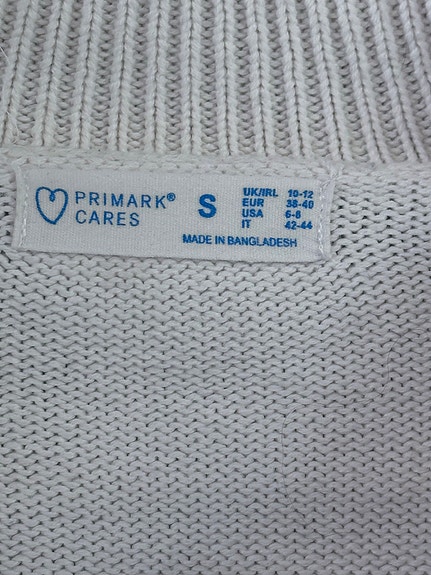 PRIMARK®
CARES
S
UK/IRL 10-12
EUR 38-40
USA 6-8
IT 42-44
MADE IN BANGLADESH